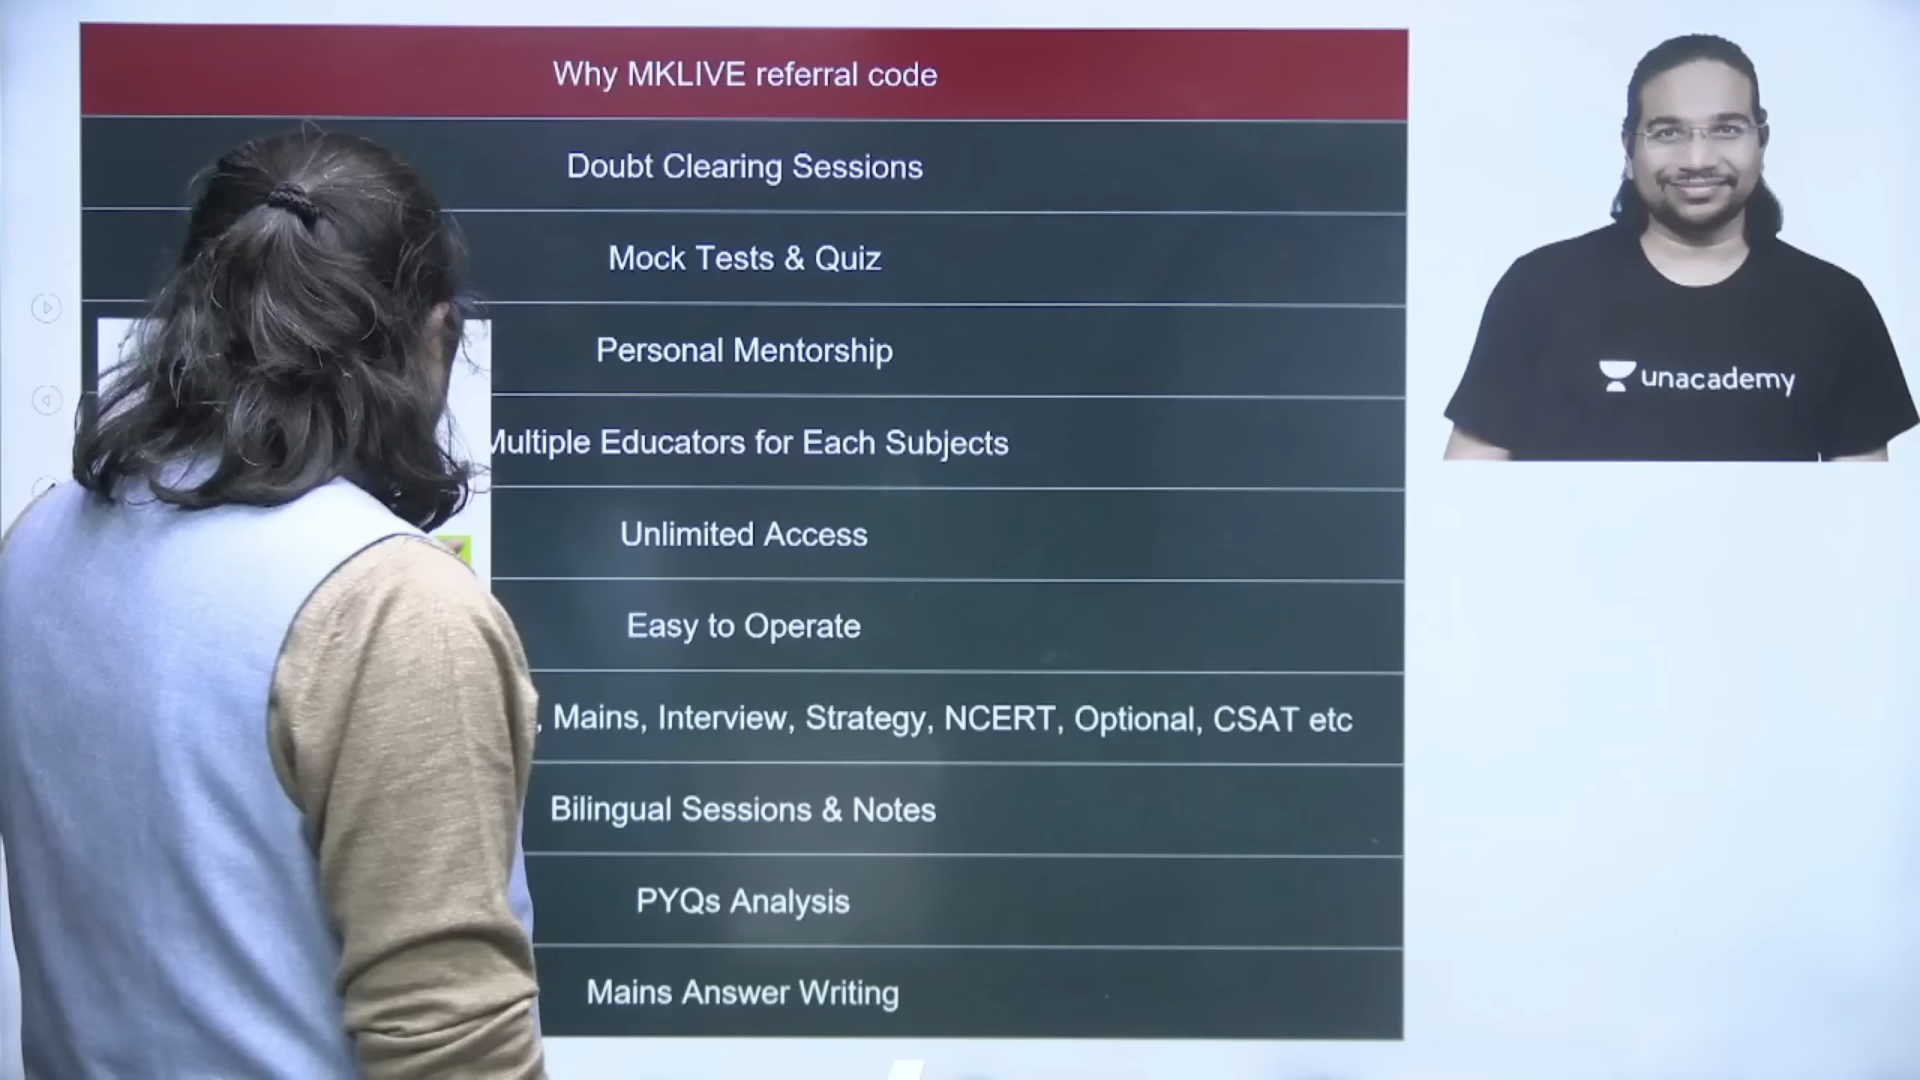 Why MKLIVE referral code
Doubt Clearing Sessions
Mock Tests & Quiz
Personal Mentorship
Multiple Educators for Each Subjects
Unlimited Access
Easy to Operate
, Mains, Interview, Strategy, NCERT, Optional, CSAT etc
Bilingual Sessions & Notes
PYQs Analysis
Mains Answer Writing
unacademy